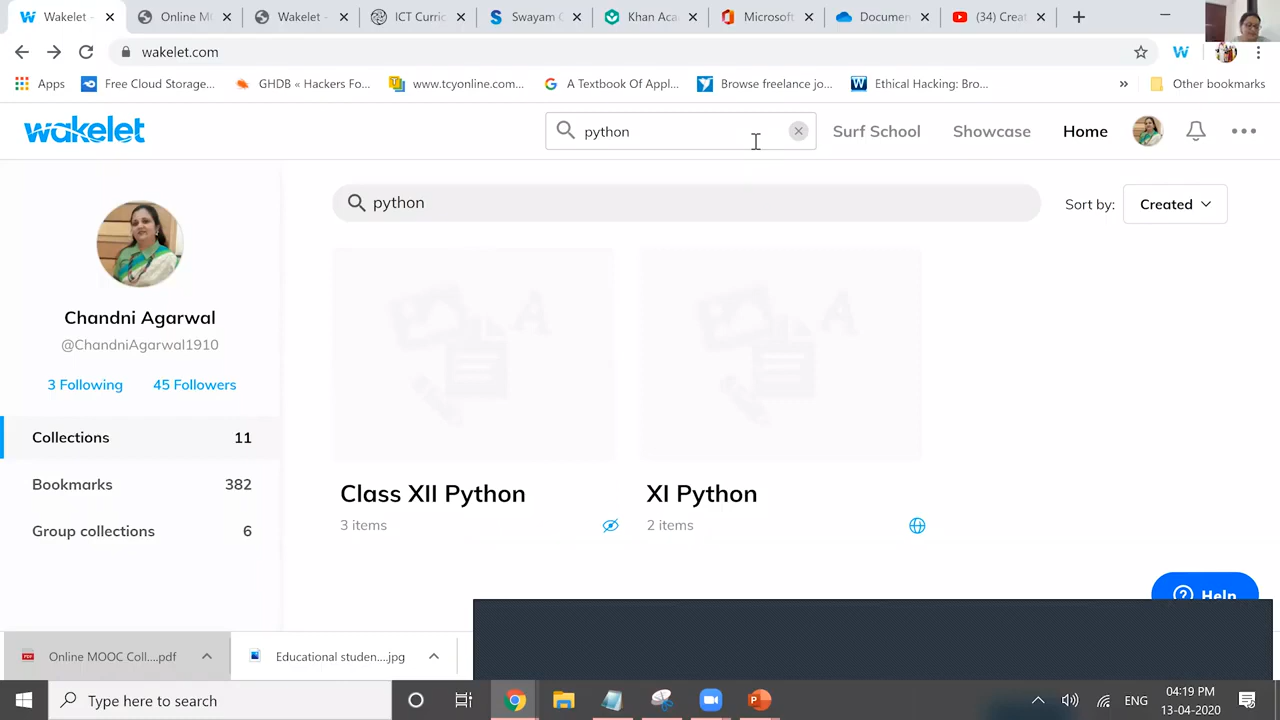 Wakelet -
Online M
Wakelet -
ICT Curric
Swayam C
Khan Aca
Microsoft
Documen
(34) Creat
wakelet.com
Apps
Free Cloud Storage...
GHDB « Hackers Fo...
www.tcyonline.com...
A Textbook Of Appl...
Browse freelance jo...
Ethical Hacking: Bro...
»
Other bookmarks
wakelet
python
Surf School
Showcase
Home
python
Sort by:
Created
Chandni Agarwal
@ChandniAgarwal1910
3 Following
45 Followers
Collections 11
Bookmarks 382
Group collections 6
Class XII Python
3 items
XI Python
2 items
Help
Online MOOC Coll....pdf
Educational studen....jpg
Type here to search
ENG
04:19 PM
13-04-2020